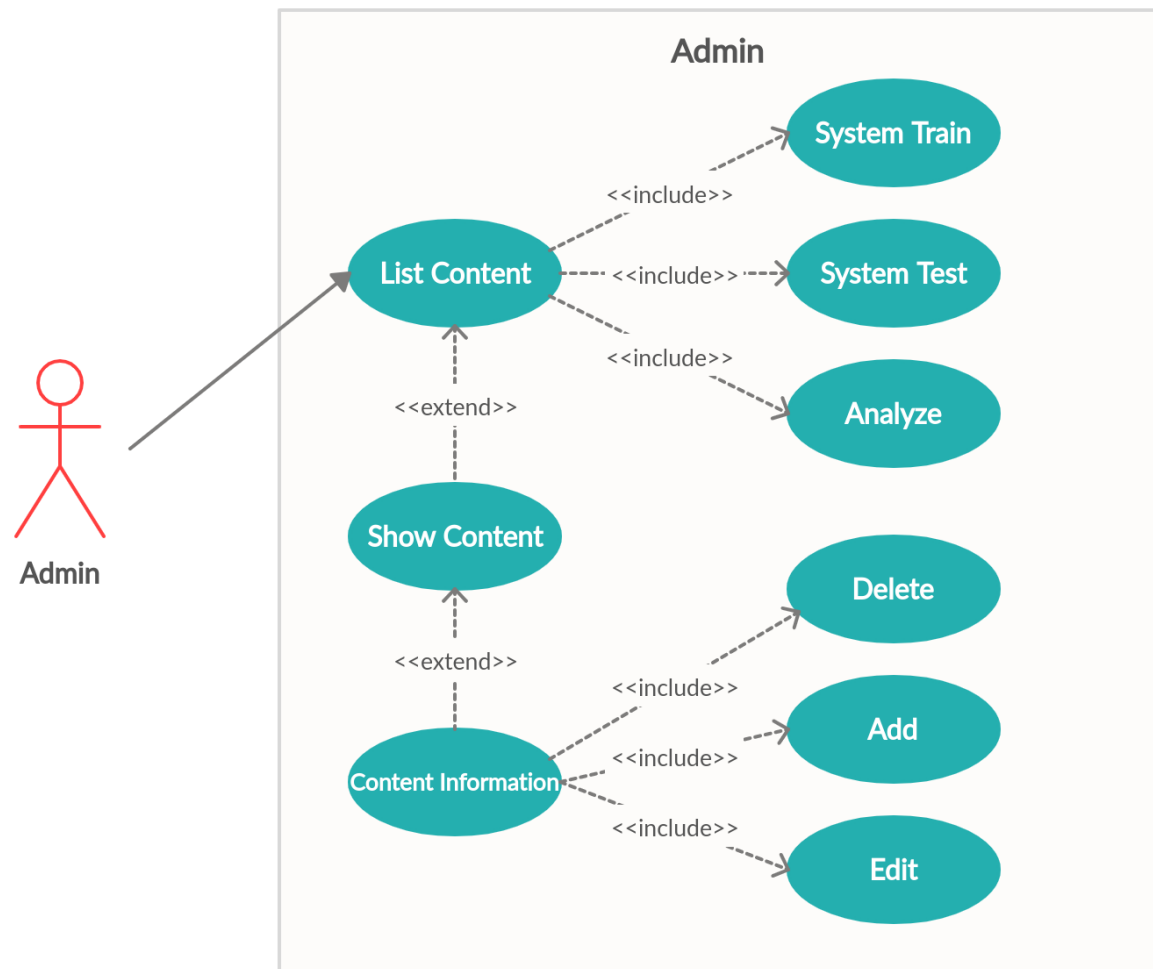 Admin
System Train
<<include>>
List Content
<<include>>
System Test
<<include>>
Analyze
<<extend>>
Show Content
Admin
Delete
<<extend>>
<<include>>
Add
<<include>>
Content Information
<<include>>
Edit